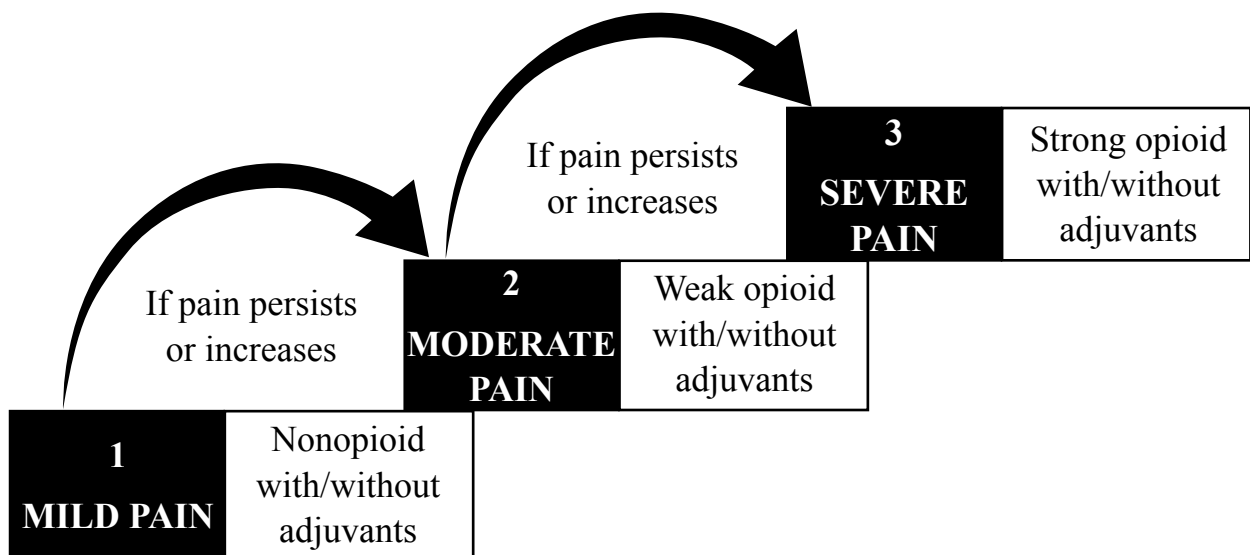 1
MILD PAIN
Nonopioid
with/without
adjuvants
If pain persists
or increases
2
MODERATE
PAIN
Weak opioid
with/without
adjuvants
If pain persists
or increases
3
SEVERE
PAIN
Strong opioid
with/without
adjuvants